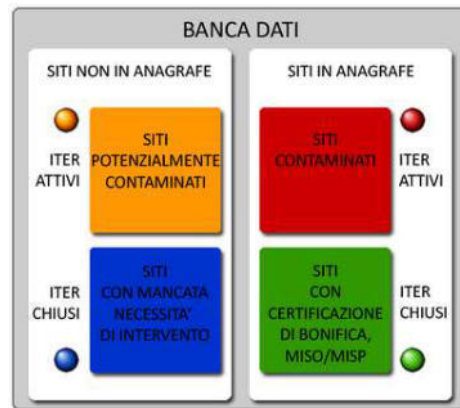 BANCA DATI
SITI NON IN ANAGRAFE
ITER
ATTIVI
SITI
POTENZIALMENTE
CONTAMINATI
SITI
CON MANCATA
NECESSITA'
DI INTERVENTO
ITER
CHIUSI
SITI IN ANAGRAFE
SITI
CONTAMINATI
ITER
ATTIVI
SITI
CON
CERTIFICAZIONE
DI BONIFICA,
MISO/MISP
ITER
CHIUSI